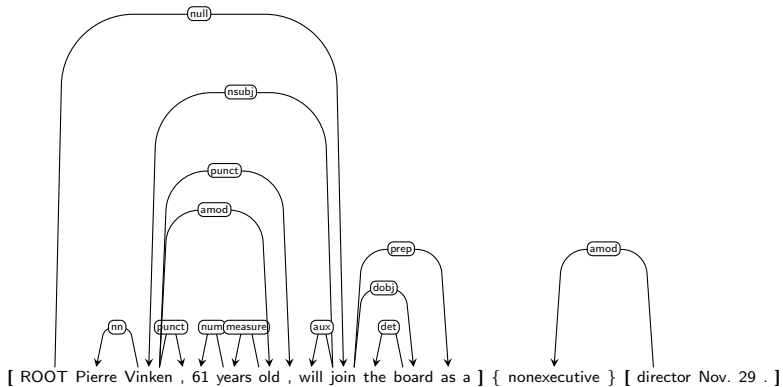 null
nsubj
punct
amod
prep
amod
dobj
nn
punct
num
measure
aux
det
[ ROOT Pierre Vinken , 61 years old , will join the board as a ] { nonexecutive } [ director Nov. 29 . ]